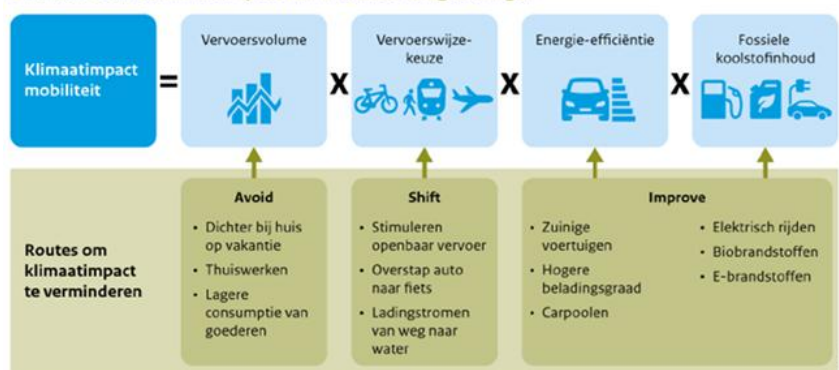 Klimaatimpact
mobiliteit
=
Vervoersvolume
X
Vervoerswijze-
keuze
X
Energie-efficiëntie
X
Fossiele
koolstofinhoud
Routes om
klimaatimpact
te verminderen
Avoid
• Dichter bij huis
op vakantie
• Thuiswerken
• Lagere
consumptie van
goederen
Shift
• Stimuleren
openbaar vervoer
• Overstap auto
naar fiets
• Ladingstromen
van weg naar
water
Improve
• Zuinige
voertuigen
• Hogere
beladingsgraad
• Carpoolen
• Elektrisch rijden
• Biobrandstoffen
• E-brandstoffen